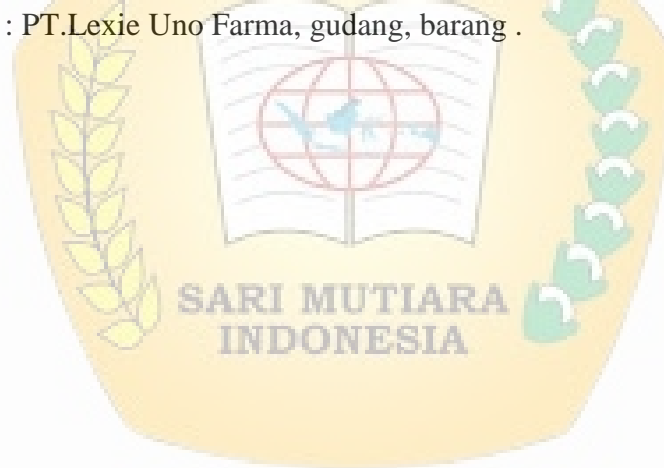 : PT.Lexie Uno Farma, gudang, barang .
SARI MUTIARA
INDONESIA